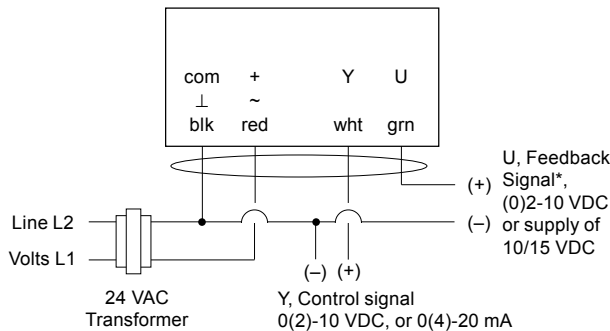 com + Y U
⊥ ~
blk red wht grn
U, Feedback
Signal*,
(+) (0)2-10 VDC
Line L2 (–) or supply of
10/15 VDC
Volts L1
(–) (+)
24 VAC
Transformer
Y, Control signal
0(2)-10 VDC, or 0(4)-20 mA